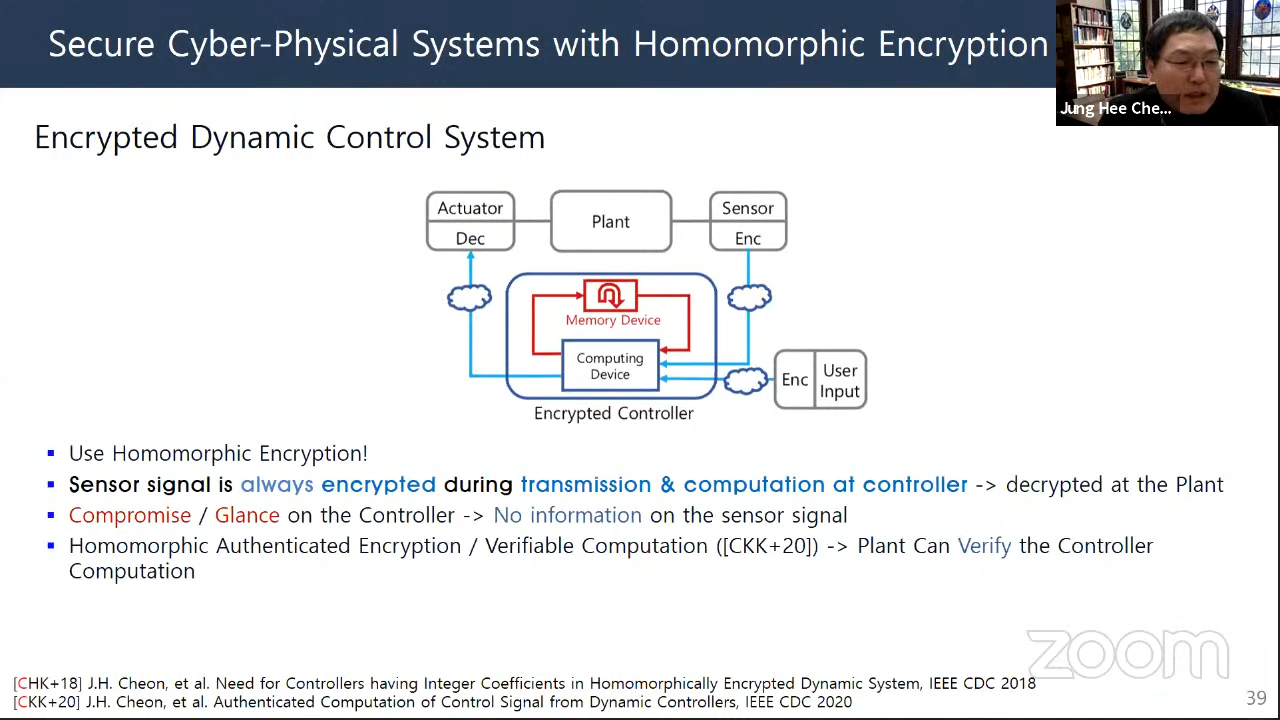 Secure Cyber-Physical Systems with Homomorphic Encryption
Jung Hee Che...
Encrypted Dynamic Control System
Actuator
Dec
Plant
Sensor
Enc
Memory Device
Computing
Device
Enc
User
Input
Encrypted Controller
▪ Use Homomorphic Encryption!
▪ Sensor signal is always encrypted during transmission & computation at controller -> decrypted at the Plant
▪ Compromise / Glance on the Controller -> No information on the sensor signal
▪ Homomorphic Authenticated Encryption / Verifiable Computation ([CKK+20]) -> Plant Can Verify the Controller
Computation
zoom
[CHK+18] J.H. Cheon, et al. Need for Controllers having Integer Coefficients in Homomorphically Encrypted Dynamic System, IEEE CDC 2018
[CKK+20] J.H. Cheon, et al. Authenticated Computation of Control Signal from Dynamic Controllers, IEEE CDC 2020
39